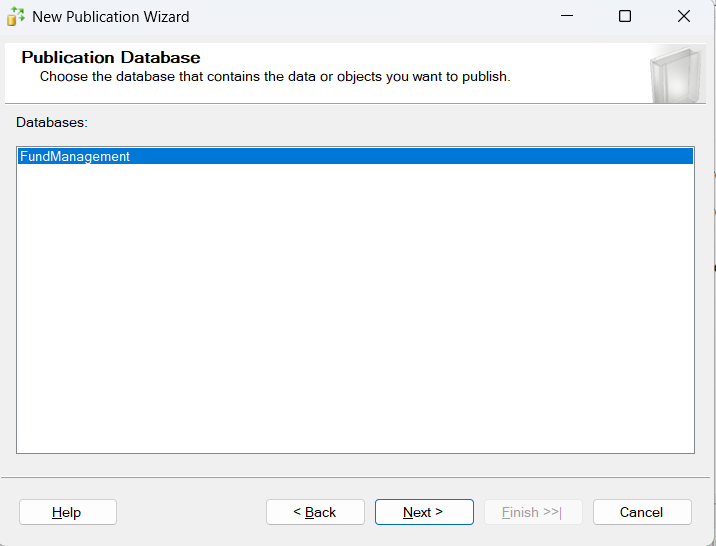 New Publication Wizard
Publication Database
Choose the database that contains the data or objects you want to publish.
Databases:
FundManagement
Help
< Back
Next >
Finish >>|
Cancel